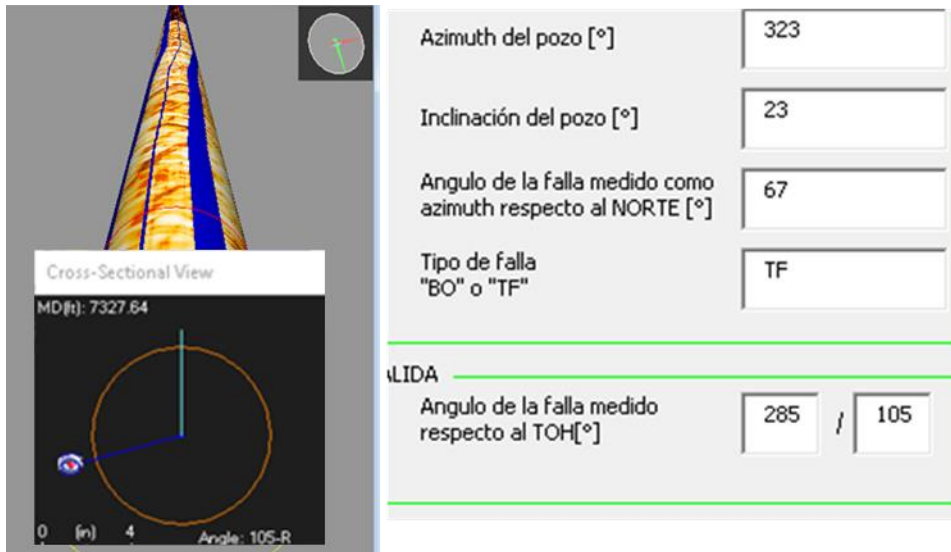 Cross-Sectional View
MD(ft): 7327.64
0 (in) 4
Angle: 105-R
Azimuth del pozo [°]
323
Inclinación del pozo [°]
23
Angulo de la falla medido como
azimuth respecto al NORTE [°]
67
Tipo de falla
"BO" o "TF"
TF
ALIDA
Angulo de la falla medido
respecto al TOH[°]
285 / 105